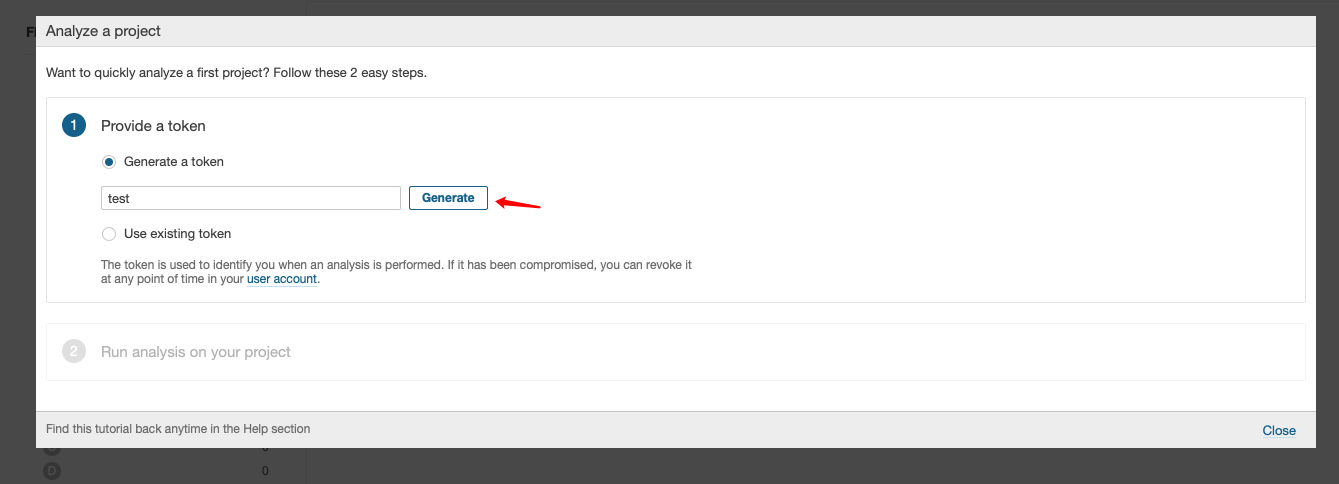 Analyze a project
Want to quickly analyze a first project? Follow these 2 easy steps.
1 Provide a token
Generate a token
test Generate
Use existing token
The token is used to identify you when an analysis is performed. If it has been compromised, you can revoke it
at any point of time in your user account.
2 Run analysis on your project
Find this tutorial back anytime in the Help section
Close
D 0